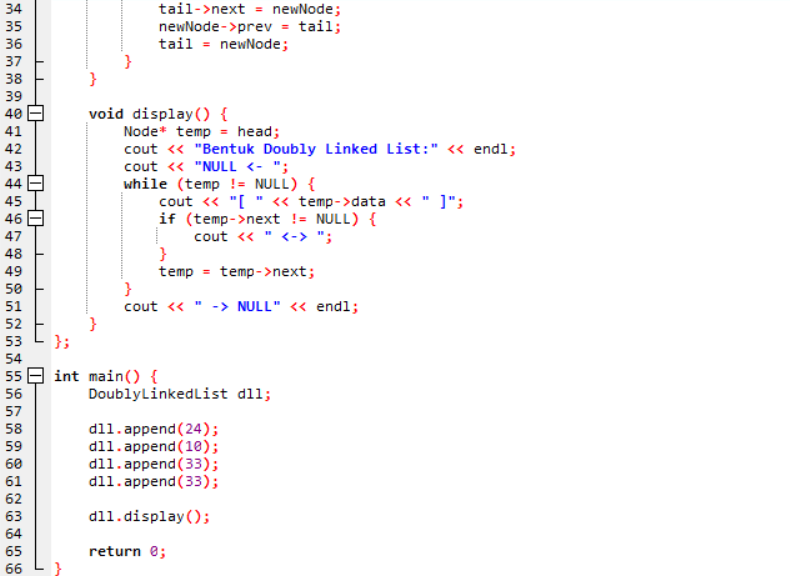 34 tail->next = newNode;
35 newNode->prev = tail;
36 tail = newNode;
37 }
38 }
39
40 void display() {
41 Node* temp = head;
42 cout << "Bentuk Doubly Linked List:" << endl;
43 cout << "NULL <- ";
44 while (temp != NULL) {
45 cout << "[ " << temp->data << " ]";
46 if (temp->next != NULL) {
47 cout << " <-> ";
48 }
49 temp = temp->next;
50 }
51 cout << " -> NULL" << endl;
52 }
53 };
54
55 int main() {
56 DoublyLinkedList dll;
57
58 dll.append(24);
59 dll.append(10);
60 dll.append(33);
61 dll.append(33);
62
63 dll.display();
64
65 return 0;
66 }